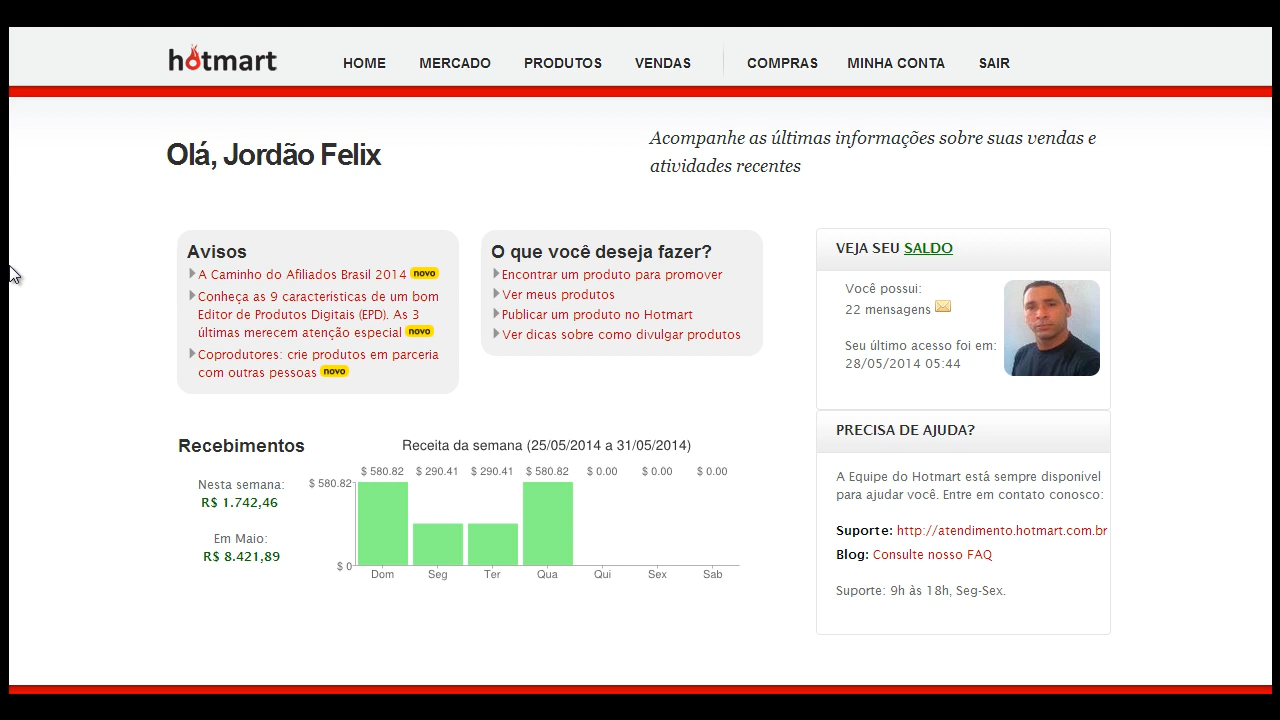 hotmart
HOME MERCADO PRODUTOS VENDAS COMPRAS MINHA CONTA SAIR
Olá, Jordão Felix
Acompanhe as últimas informações sobre suas vendas e
atividades recentes
Avisos
A Caminho do Afiliados Brasil 2014 novo
Conheça as 9 caracteristicas de um bom
Editor de Produtos Digitais (EPD). As 3
últimas merecem atenção especial novo
Coprodutores: crie produtos em parceria
com outras pessoas novo
O que você deseja fazer?
Encontrar um produto para promover
Ver meus produtos
Publicar um produto no Hotmart
Ver dicas sobre como divulgar produtos
VEJA SEU SALDO
Você possui:
22 mensagens
Seu último acesso foi em:
28/05/2014 05:44
Recebimentos
Nesta semana:
R$ 1.742,46
Em Maio:
R$ 8.421,89
Receita da semana (25/05/2014 a 31/05/2014)
$ 580.82 $ 290.41 $ 290.41 $ 580.82 $ 0.00 $ 0.00 $ 0.00
$ 580.82
$ 0
Dom Seg Ter Qua Qui Sex Sab
PRECISA DE AJUDA?
A Equipe do Hotmart está sempre disponivel
para ajudar você. Entre em contato conosco:
Suporte: http://atendimento.hotmart.com.br
Blog: Consulte nosso FAQ
Suporte: 9h às 18h, Seg-Sex.